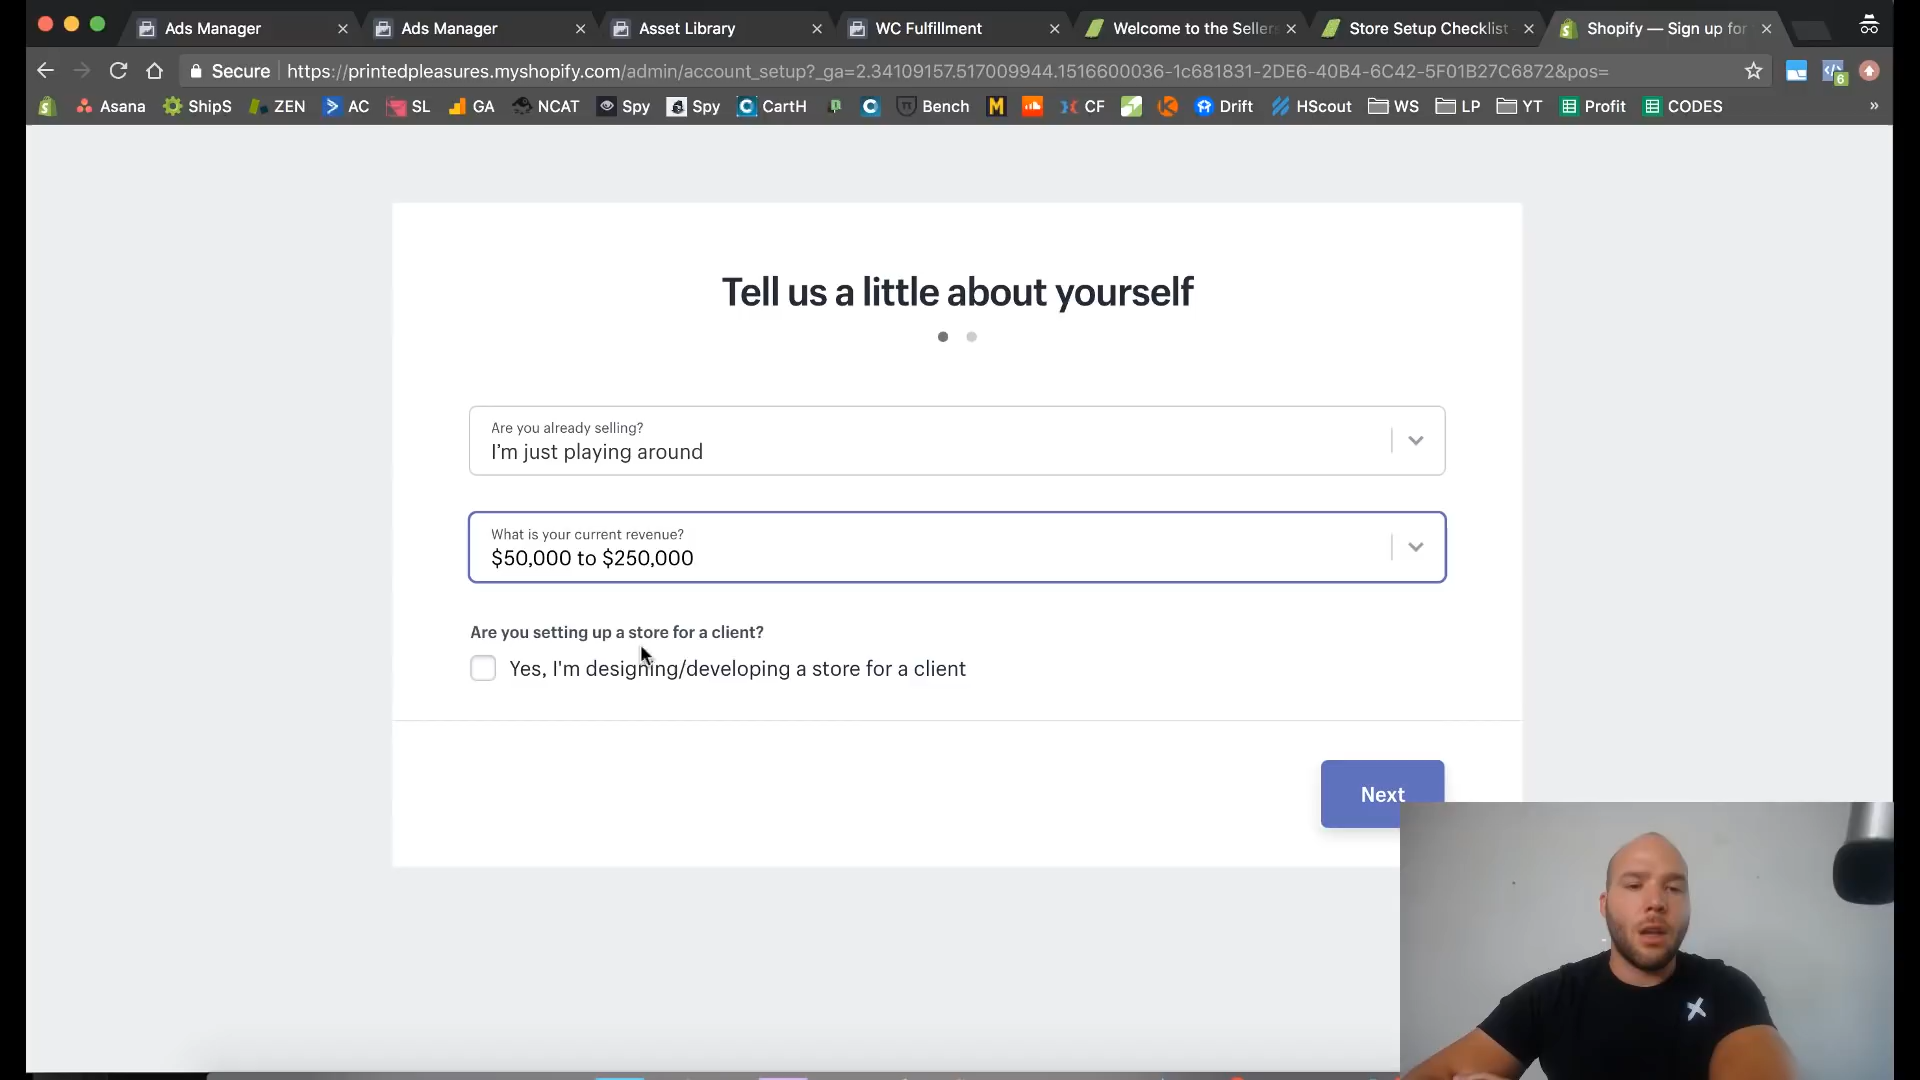 Ads Manager
Ads Manager
Asset Library
WC Fulfillment
Welcome to the Sellers
Store Setup Checklist
Shopify — Sign up for
Secure
https://printedpleasures.myshopify.com/admin/account_setup?_ga=2.34109157.517009944.1516600036-1c681831-2DE6-40B4-6C42-5F01B27C6872&pos=
6
Asana
ShipS
ZEN
AC
SL
GA
NCAT
Spy
Spy
CartH
Bench
CF
Drift
HScout
WS
LP
YT
Profit
CODES
Tell us a little about yourself
Are you already selling?
I'm just playing around
What is your current revenue?
$50,000 to $250,000
Are you setting up a store for a client?
Yes, I'm designing/developing a store for a client
Next